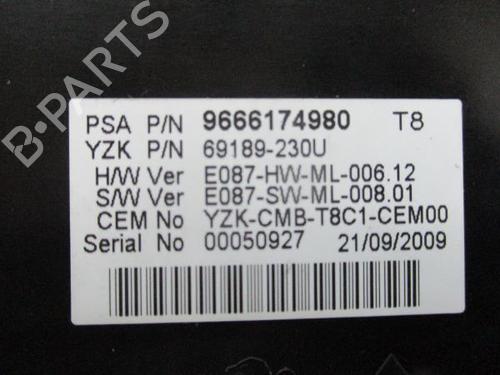 B-PARTS
PSA P/N 9666174980 T8
YZK P/N 69189-230U
H/W Ver E087-HW-ML-006.12
S/W Ver E087-SW-ML-008.01
CEM No YZK-CMB-T8C1-CEM00
Serial No 00050927 21/09/2009